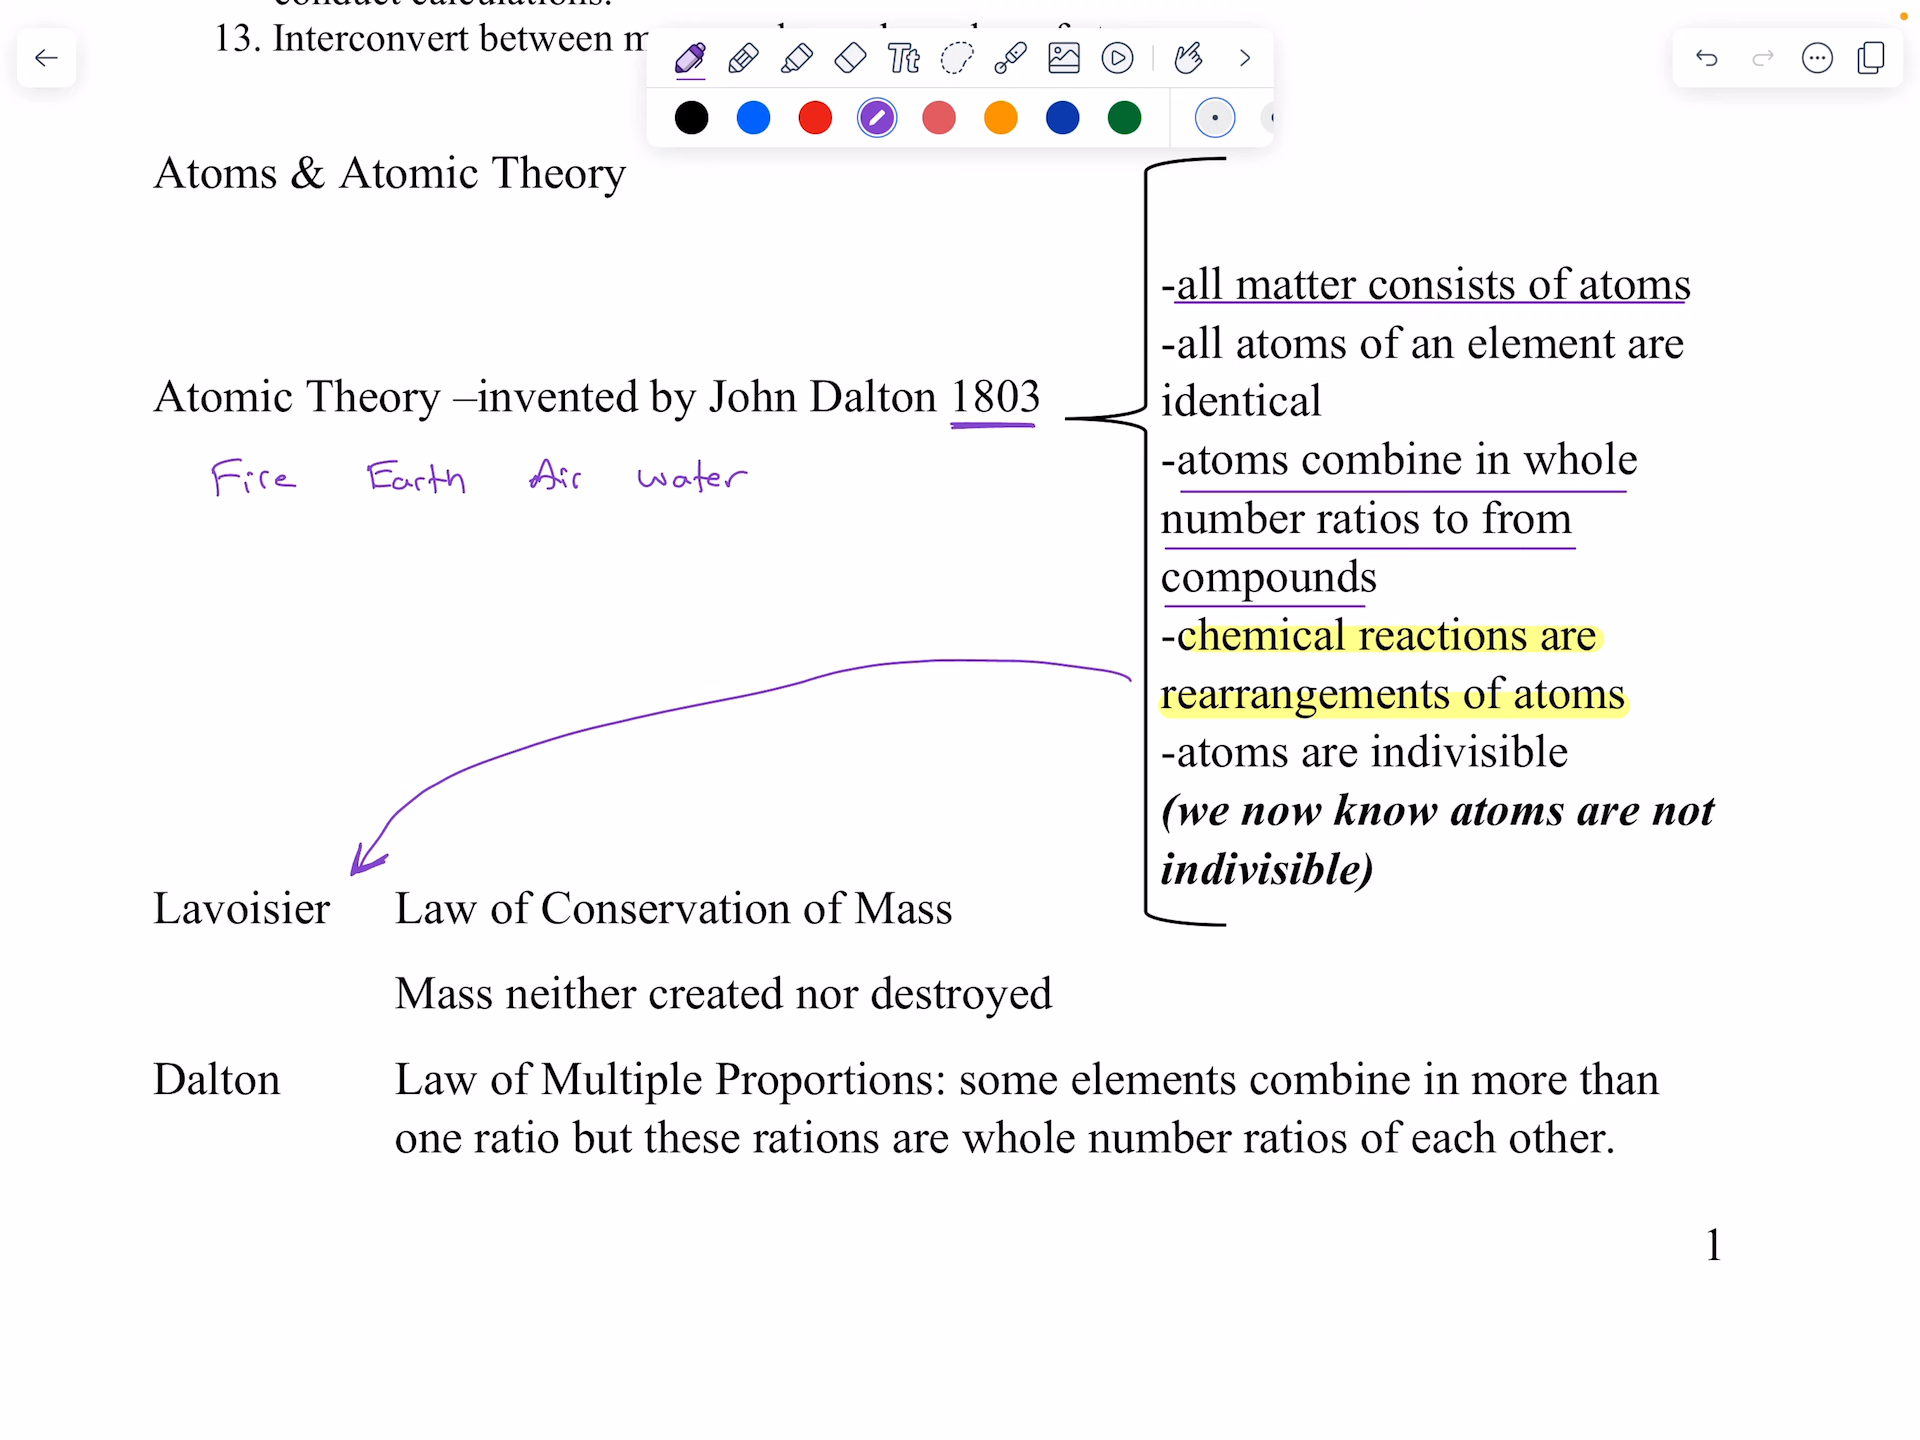 13. Interconvert between
Atoms & Atomic Theory
Atomic Theory –invented by John Dalton 1803
Fire Earth Air water
-all matter consists of atoms
-all atoms of an element are
identical
-atoms combine in whole
number ratios to from
compounds
-chemical reactions are
rearrangements of atoms
-atoms are indivisible
(we now know atoms are not
indivisible)
Lavoisier Law of Conservation of Mass
Mass neither created nor destroyed
Dalton Law of Multiple Proportions: some elements combine in more than
one ratio but these rations are whole number ratios of each other.
1